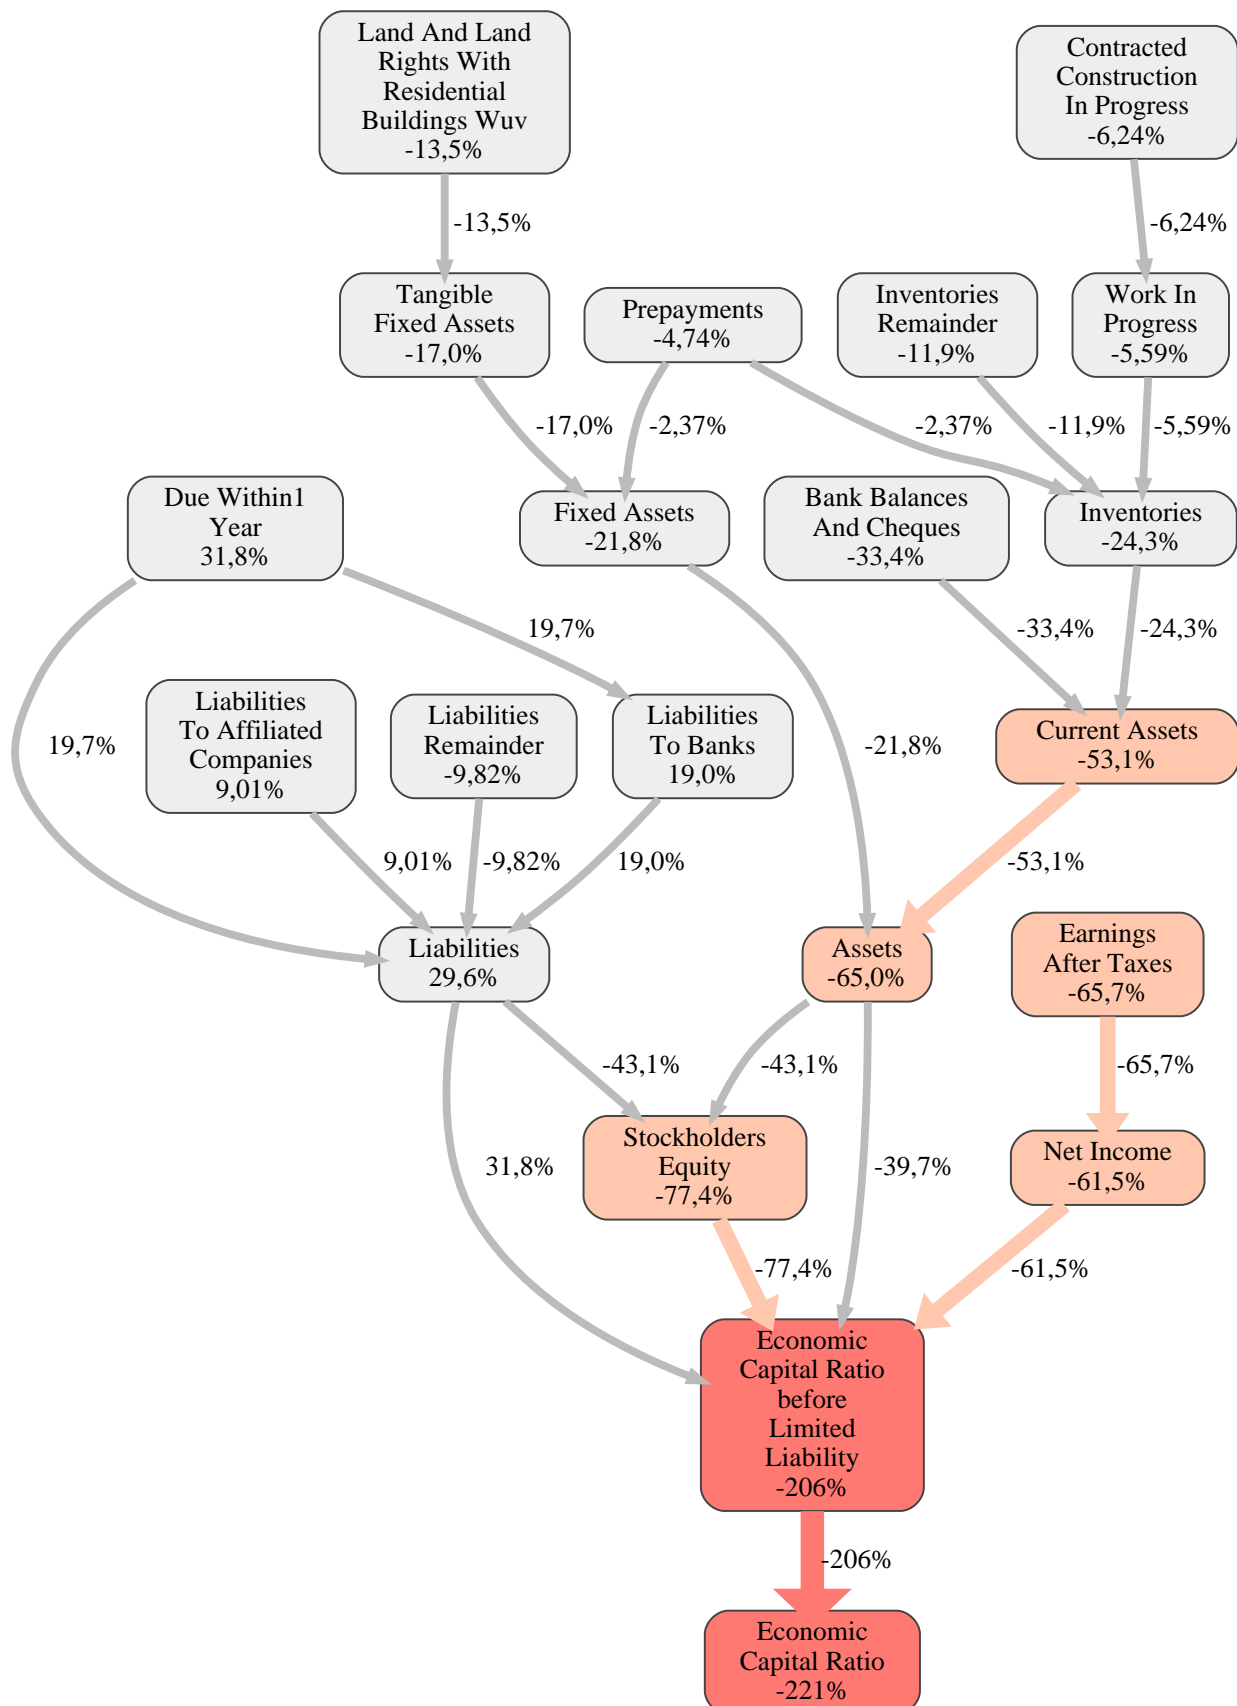 Land And Land
Rights With
Residential
Buildings Wuv
-13,5%
Contracted
Construction
In Progress
-6,24%
-13,5%
-6,24%
Tangible
Fixed Assets
-17,0%
Prepayments
-4,74%
Inventories
Remainder
-11,9%
Work In
Progress
-5,59%
-17,0%
-2,37%
-2,37%
-11,9%
-5,59%
Due Within1
Year
31,8%
Fixed Assets
-21,8%
Bank Balances
And Cheques
-33,4%
Inventories
-24,3%
19,7%
-33,4%
-24,3%
19,7%
Liabilities
To Affiliated
Companies
9,01%
Liabilities
Remainder
-9,82%
Liabilities
To Banks
19,0%
-21,8%
Current Assets
-53,1%
9,01%
-9,82%
19,0%
-53,1%
Liabilities
29,6%
Assets
-65,0%
Earnings
After Taxes
-65,7%
-43,1%
-43,1%
-65,7%
31,8%
Stockholders
Equity
-77,4%
-39,7%
Net Income
-61,5%
-77,4%
-61,5%
Economic
Capital Ratio
before
Limited
Liability
-206%
-206%
Economic
Capital Ratio
-221%